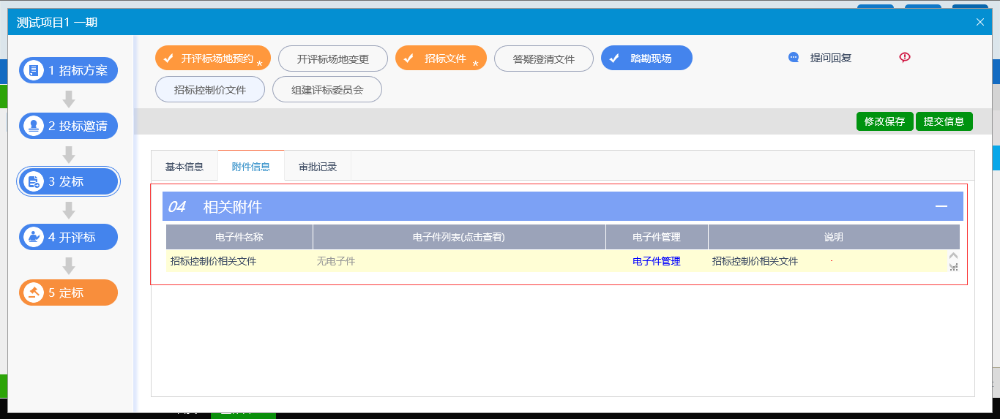 测试项目1 一期
1 招标方案
2 投标邀请
3 发标
4 开评标
5 定标
开评标场地预约 *
开评标场地变更
招标文件 *
答疑澄清文件
踏勘现场
提问回复
招标控制价文件
组建评标委员会
修改保存
提交信息
基本信息
附件信息
审批记录
04 相关附件
电子件名称
电子件列表(点击查看)
电子件管理
说明
招标控制价相关文件
无电子件
电子件管理
招标控制价相关文件